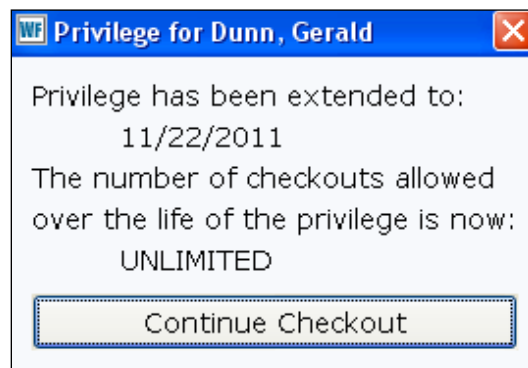 WF Privilege for Dunn, Gerald
Privilege has been extended to:
11/22/2011
The number of checkouts allowed
over the life of the privilege is now:
UNLIMITED
Continue Checkout